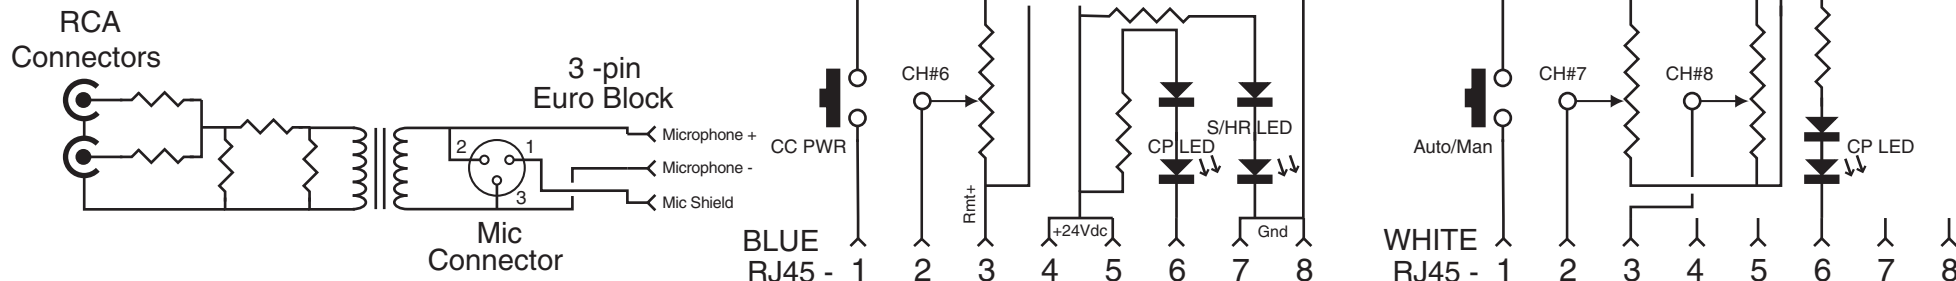 RCA
Connectors
3 -pin
Euro Block
Microphone +
Microphone -
Mic Shield
2
1
3
Mic
Connector
CC PWR
CH#6
Rmt+
+24Vdc
CP LED
S/HR LED
Gnd
BLUE
RJ45 - 1 2 3 4 5 6 7 8
Auto/Man
CH#7
CH#8
CP LED
WHITE
RJ45 - 1 2 3 4 5 6 7 8